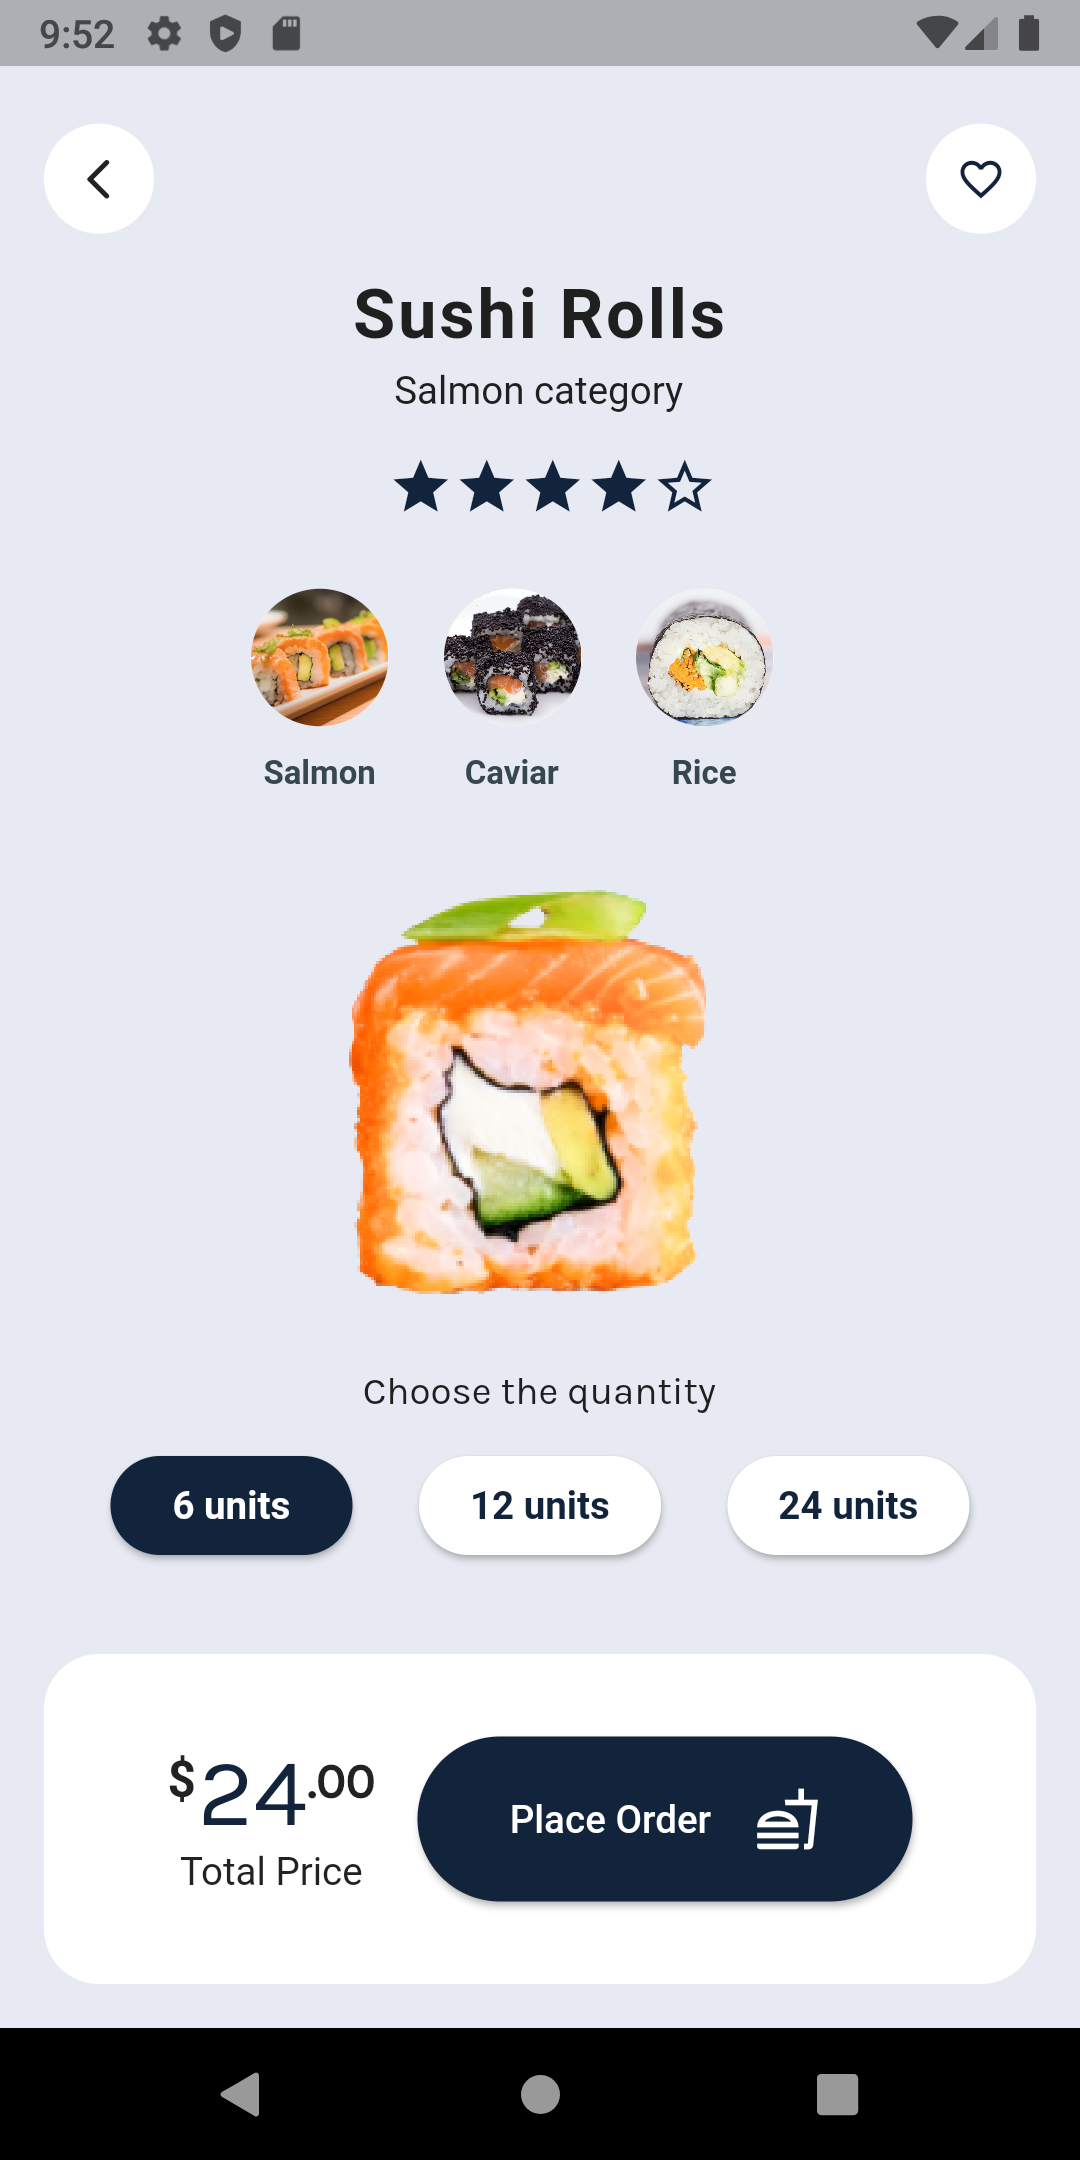 9:52
Sushi Rolls
Salmon category
Salmon Caviar Rice
Choose the quantity
6 units 12 units 24 units
$24.00
Total Price
Place Order